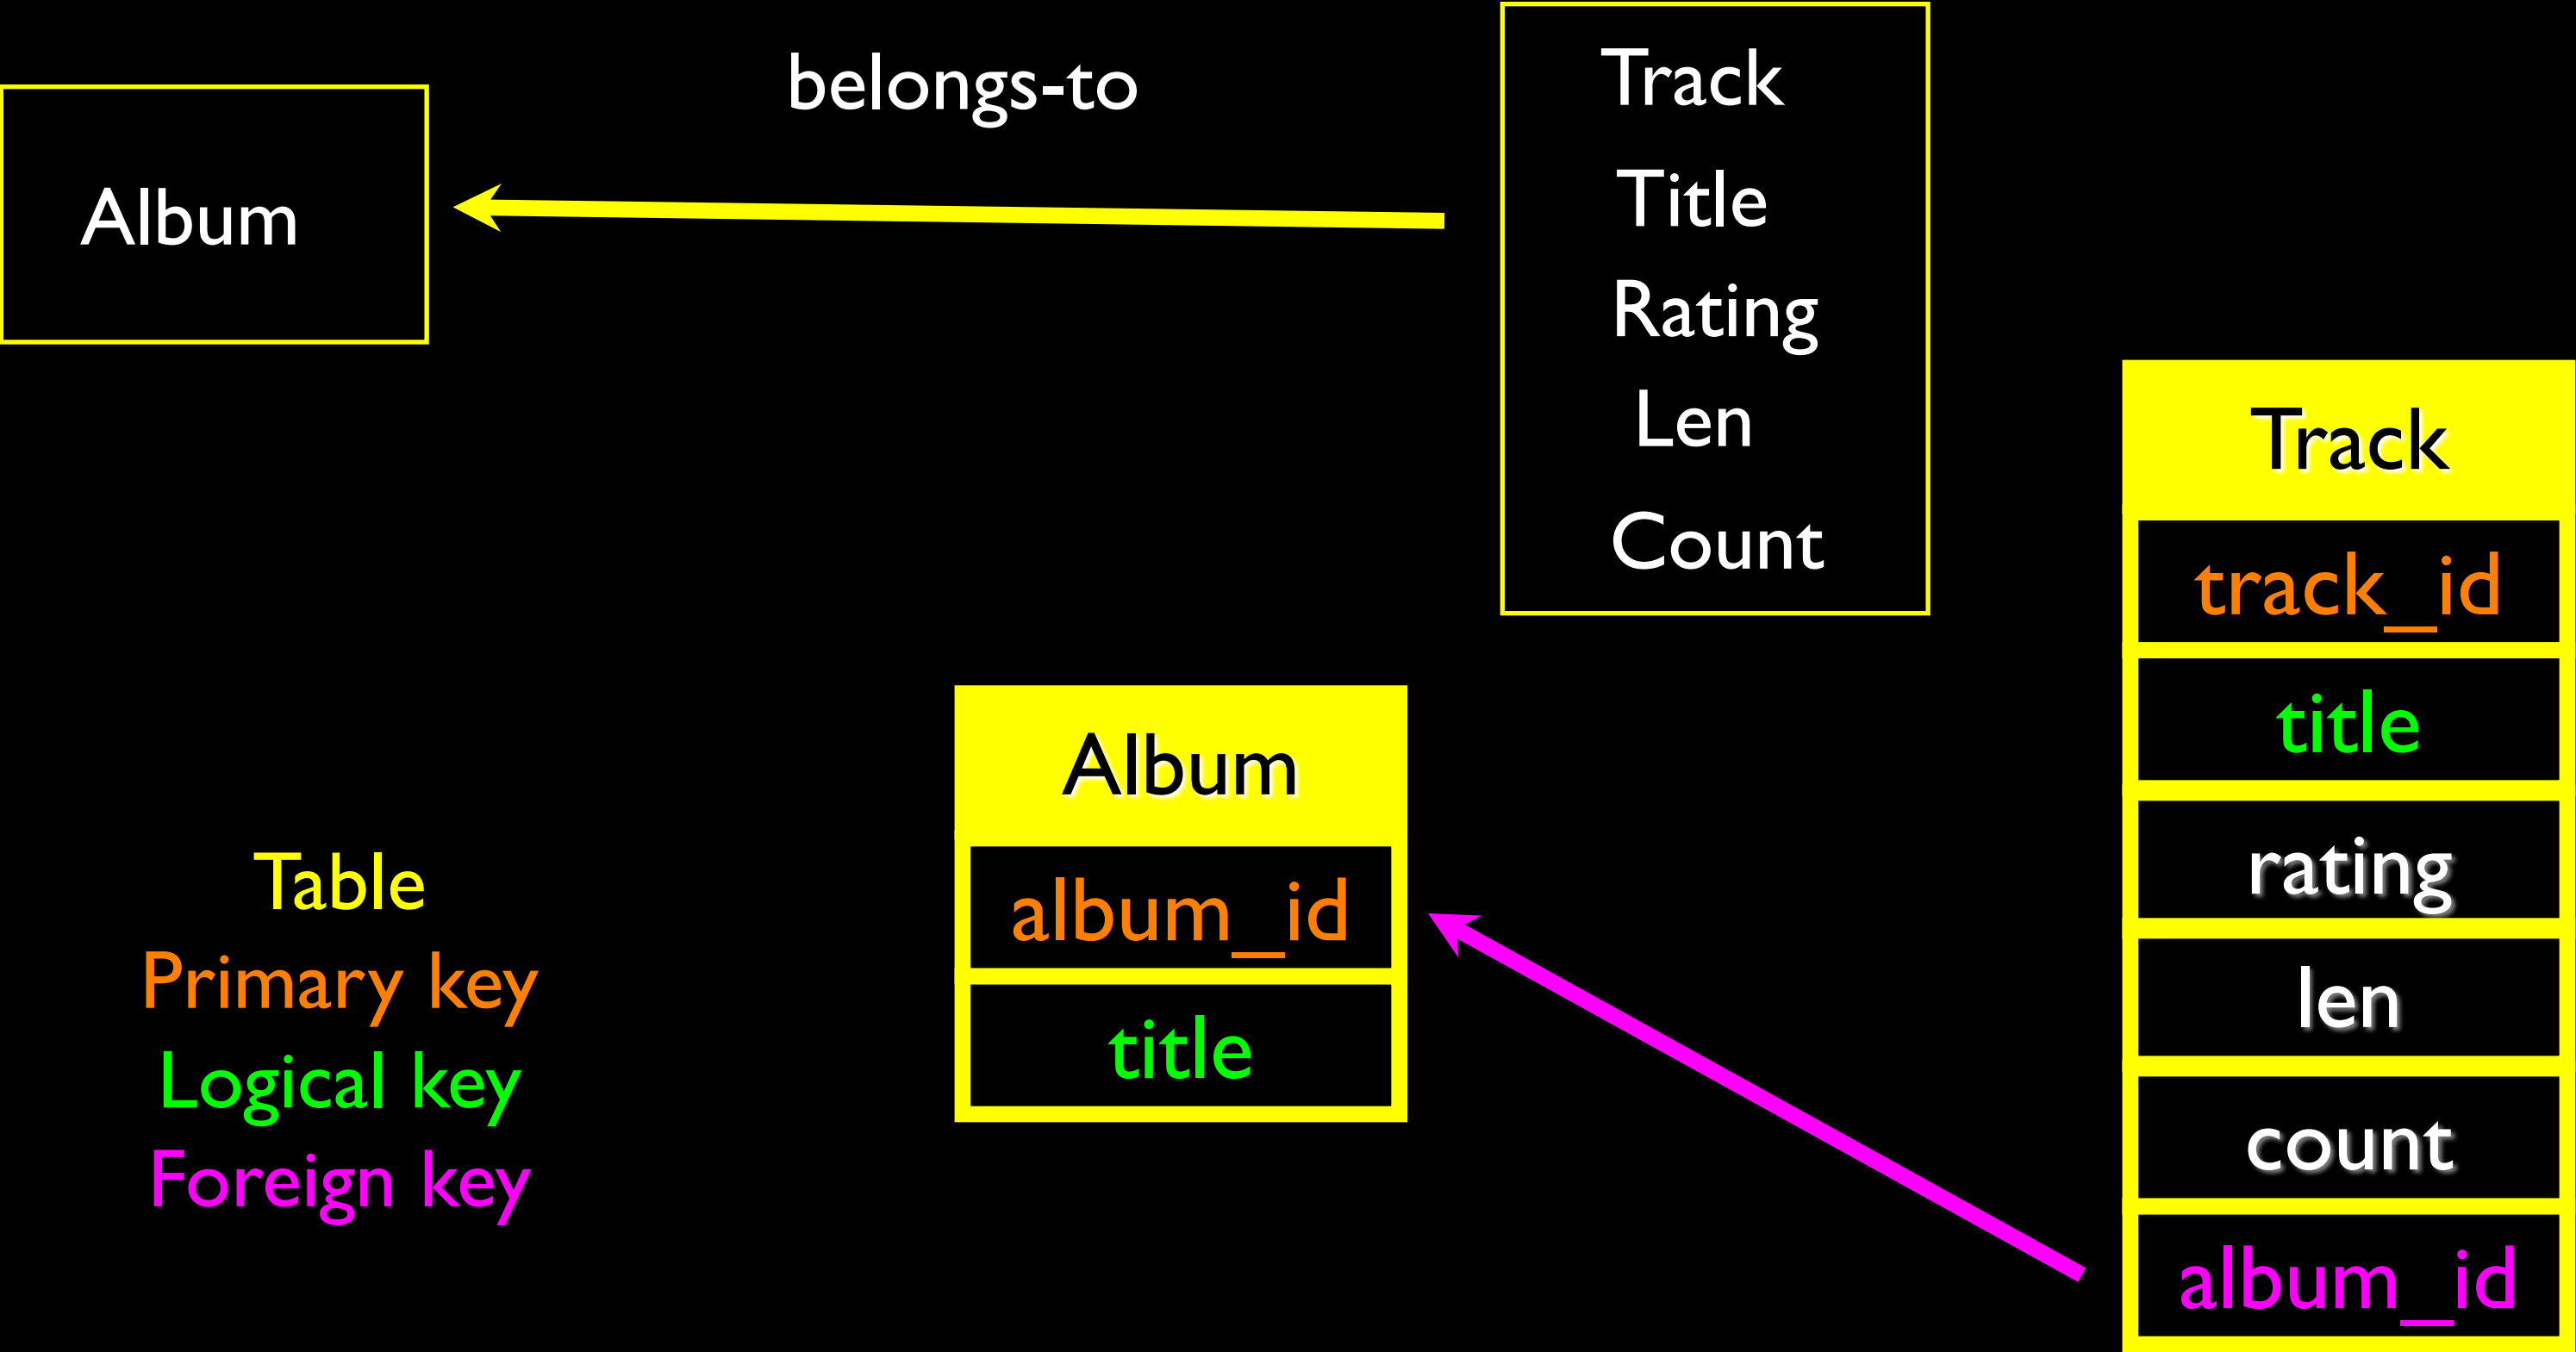 Album
belongs-to
Track
Title
Rating
Len
Count
Table
Primary key
Logical key
Foreign key
Album
album_id
title
Track
track_id
title
rating
len
count
album_id